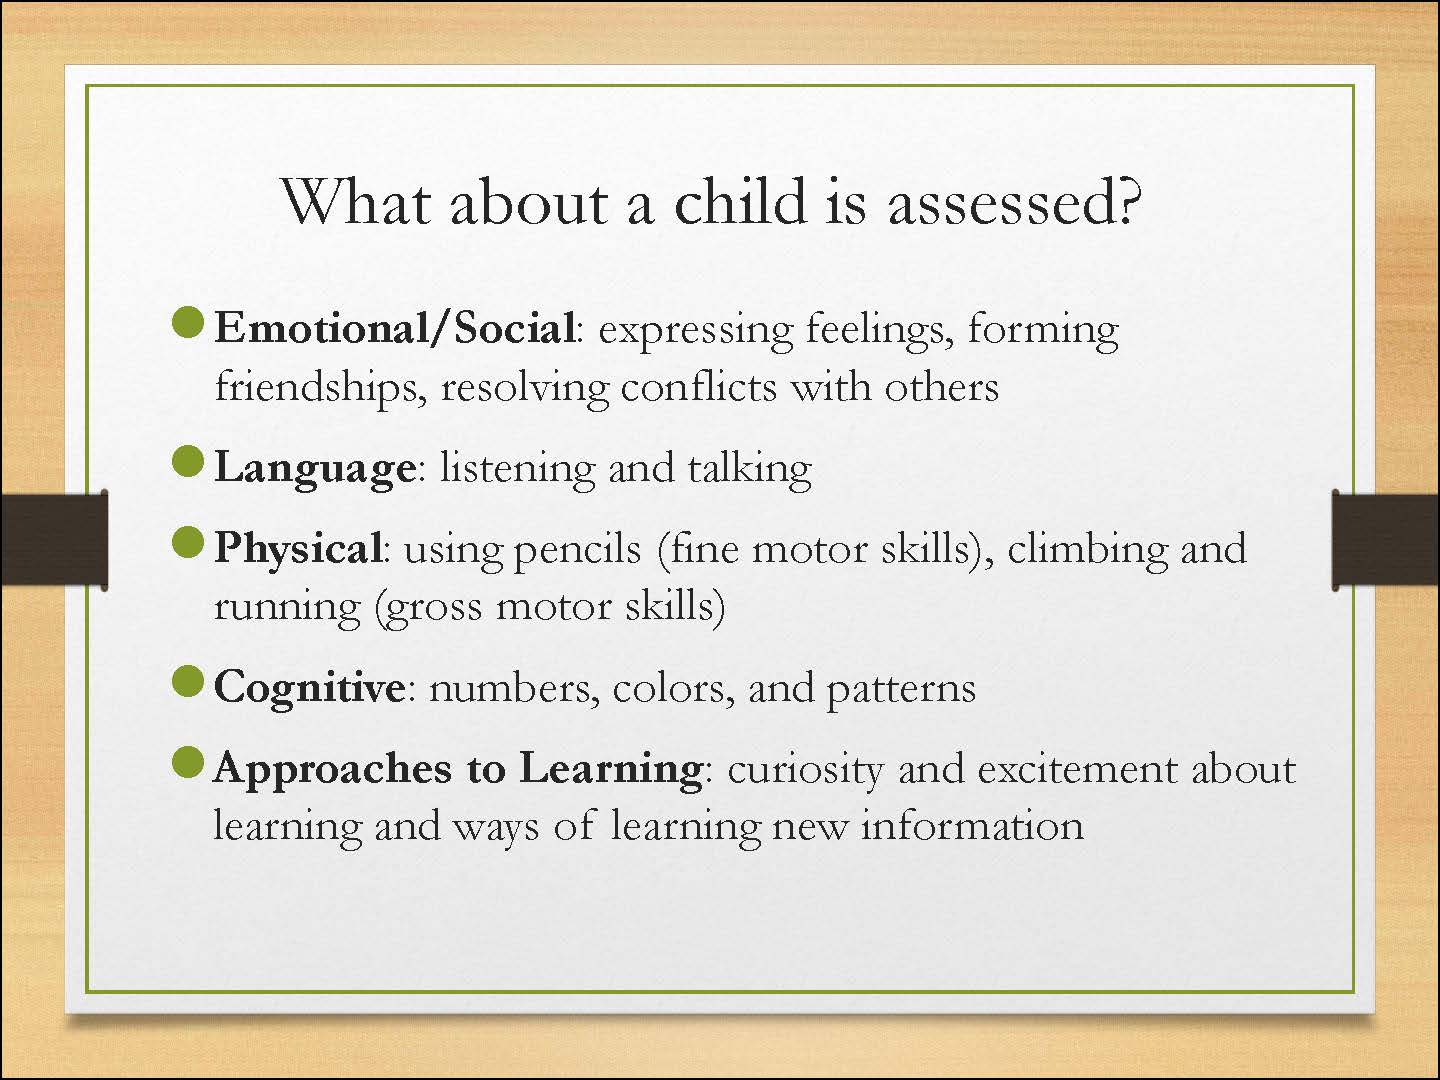 What about a child is assessed?
Emotional/Social: expressing feelings, forming
friendships, resolving conflicts with others
Language: listening and talking
Physical: using pencils (fine motor skills), climbing and
running (gross motor skills)
Cognitive: numbers, colors, and patterns
Approaches to Learning: curiosity and excitement about
learning and ways of learning new information